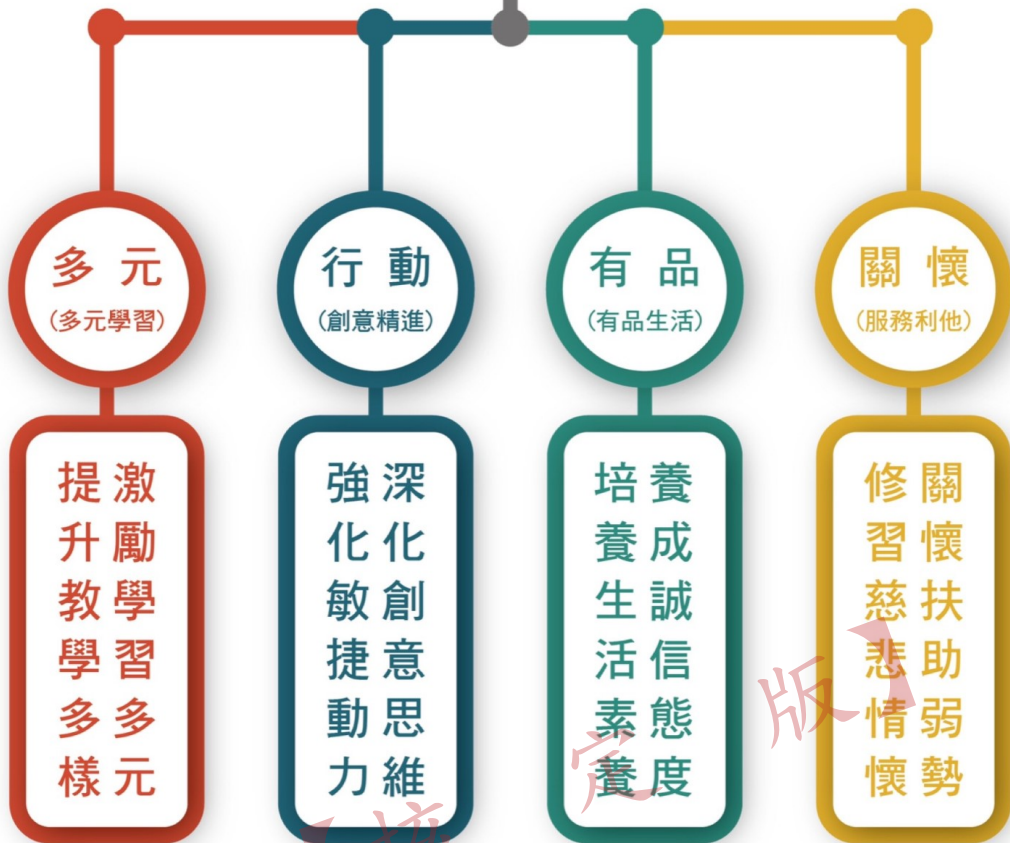 多元
(多元學習)
激勵學習多元
提升教學多樣
行動
(創意精進)
深化創意思維
強化敏捷動力
有品
(有品生活)
養成誠信態度
培養生活素養
關懷
(服務利他)
關懷扶助弱勢
修習慈悲情懷
定版】